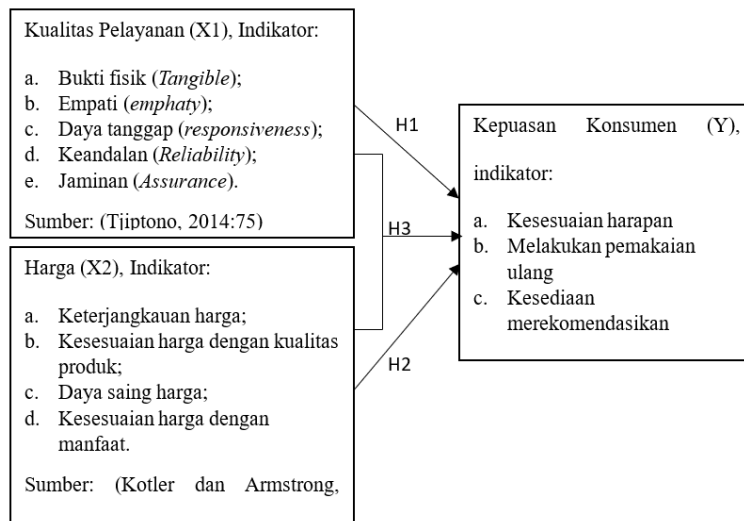 Kualitas Pelayanan (X1), Indikator:
a. Bukti fisik (Tangible);
b. Empati (emphaty);
c. Daya tanggap (responsiveness);
d. Keandalan (Reliability);
e. Jaminan (Assurance).
Sumber: (Tjiptono, 2014:75)
Harga (X2), Indikator:
a. Keterjangkauan harga;
b. Kesesuaian harga dengan kualitas
produk;
c. Daya saing harga;
d. Kesesuaian harga dengan
manfaat.
Sumber: (Kotler dan Armstrong,
H1
H3
H2
Kepuasan Konsumen (Y),
indikator:
a. Kesesuaian harapan
b. Melakukan pemakaian
ulang
c. Kesediaan
merekomendasikan